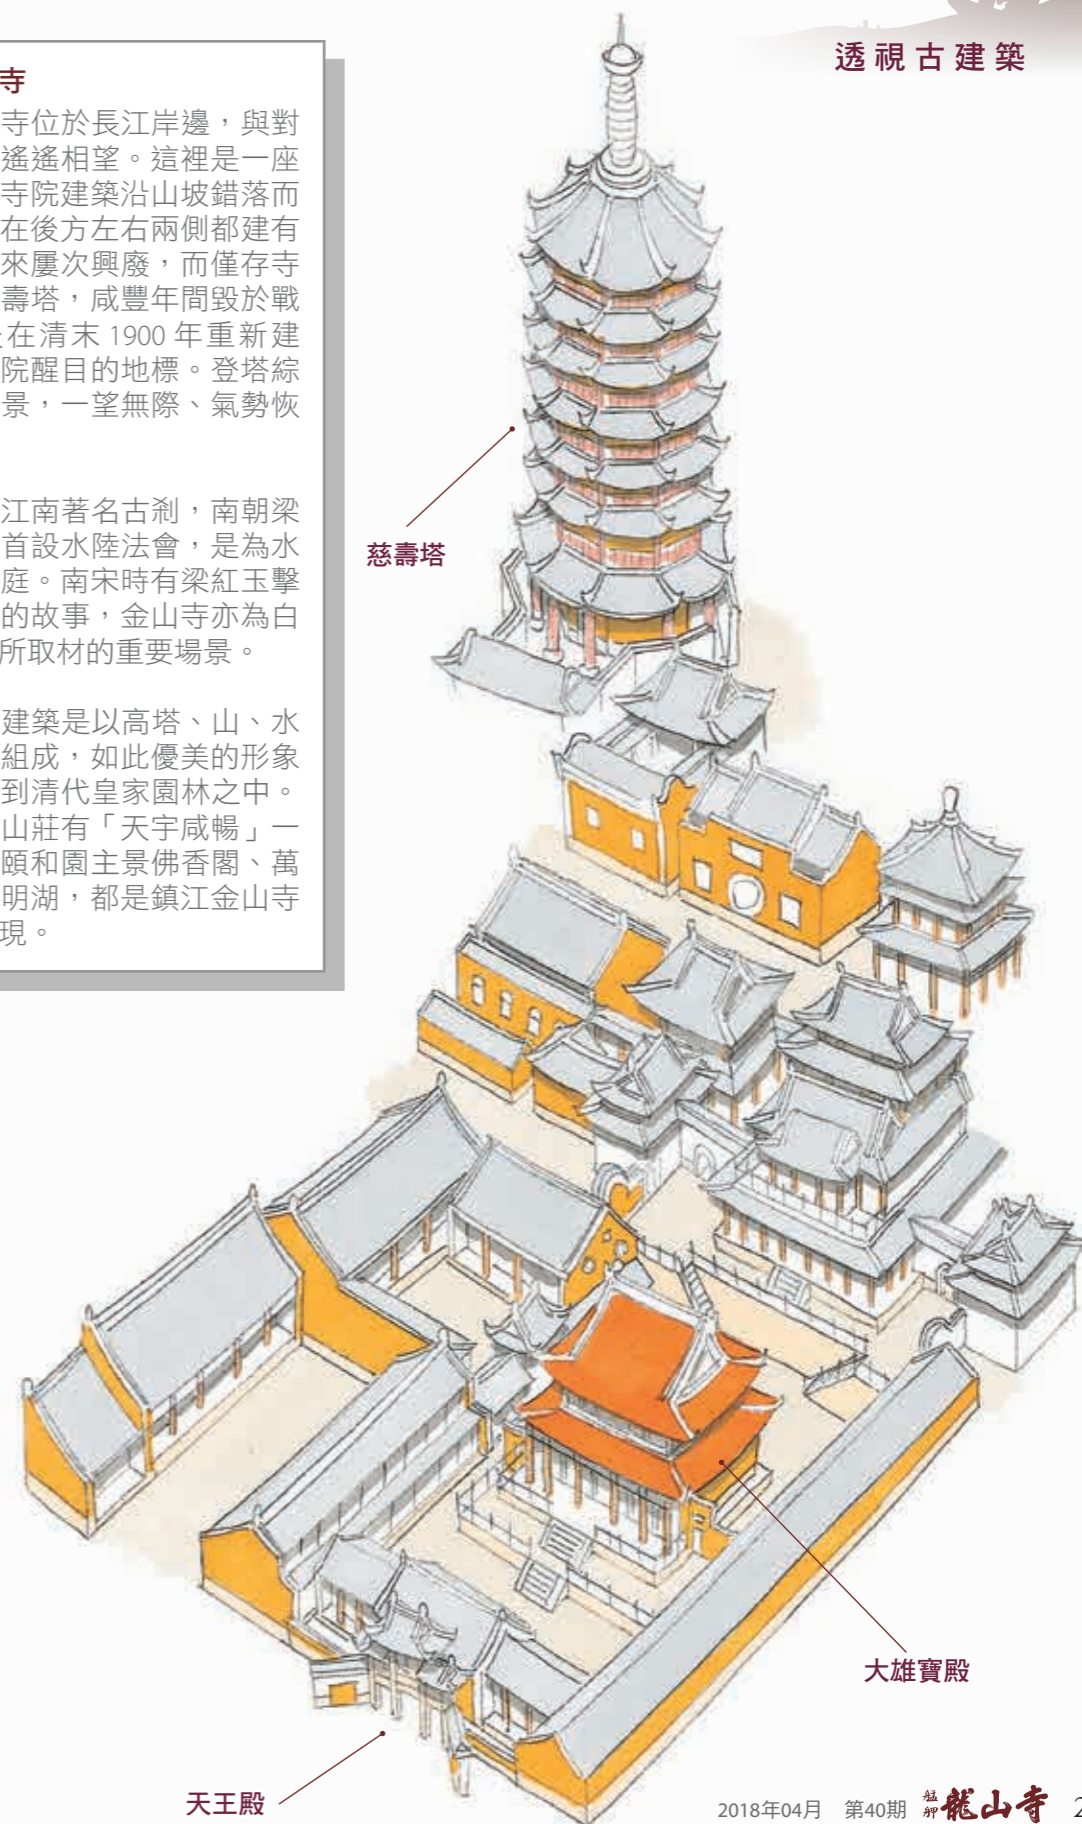 透視古建築
寺
寺位於長江岸邊，與對
遙遙相望。這裡是一座
寺院建築沿山坡錯落而
在後方左右兩側都建有
來屢次興廢，而僅存寺
壽塔，咸豐年間毀於戰
在清末 1900 年重新建
院醒目的地標。登塔綜
景，一望無際、氣勢恢
江南著名古剎，南朝梁
首設水陸法會，是為水
庭。南宋時有梁紅玉擊
的故事，金山寺亦為白
所取材的重要場景。
建築是以高塔、山、水
組成，如此優美的形象
到清代皇家園林之中。
山莊有「天宇咸暢」一
頤和園主景佛香閣、萬
明湖，都是鎮江金山寺
現。
慈壽塔
大雄寶殿
天王殿
2018年04月 第40期 艋舺龍山寺 2